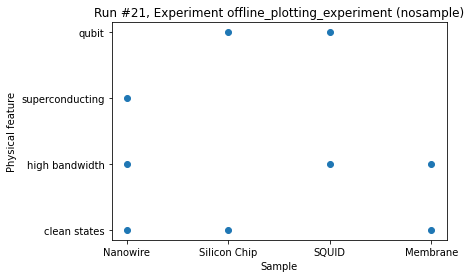 Run #21, Experiment offline_plotting_experiment (nosample)
qubit
superconducting
high bandwidth
clean states
Physical feature
Nanowire
Silicon Chip
SQUID
Membrane
Sample